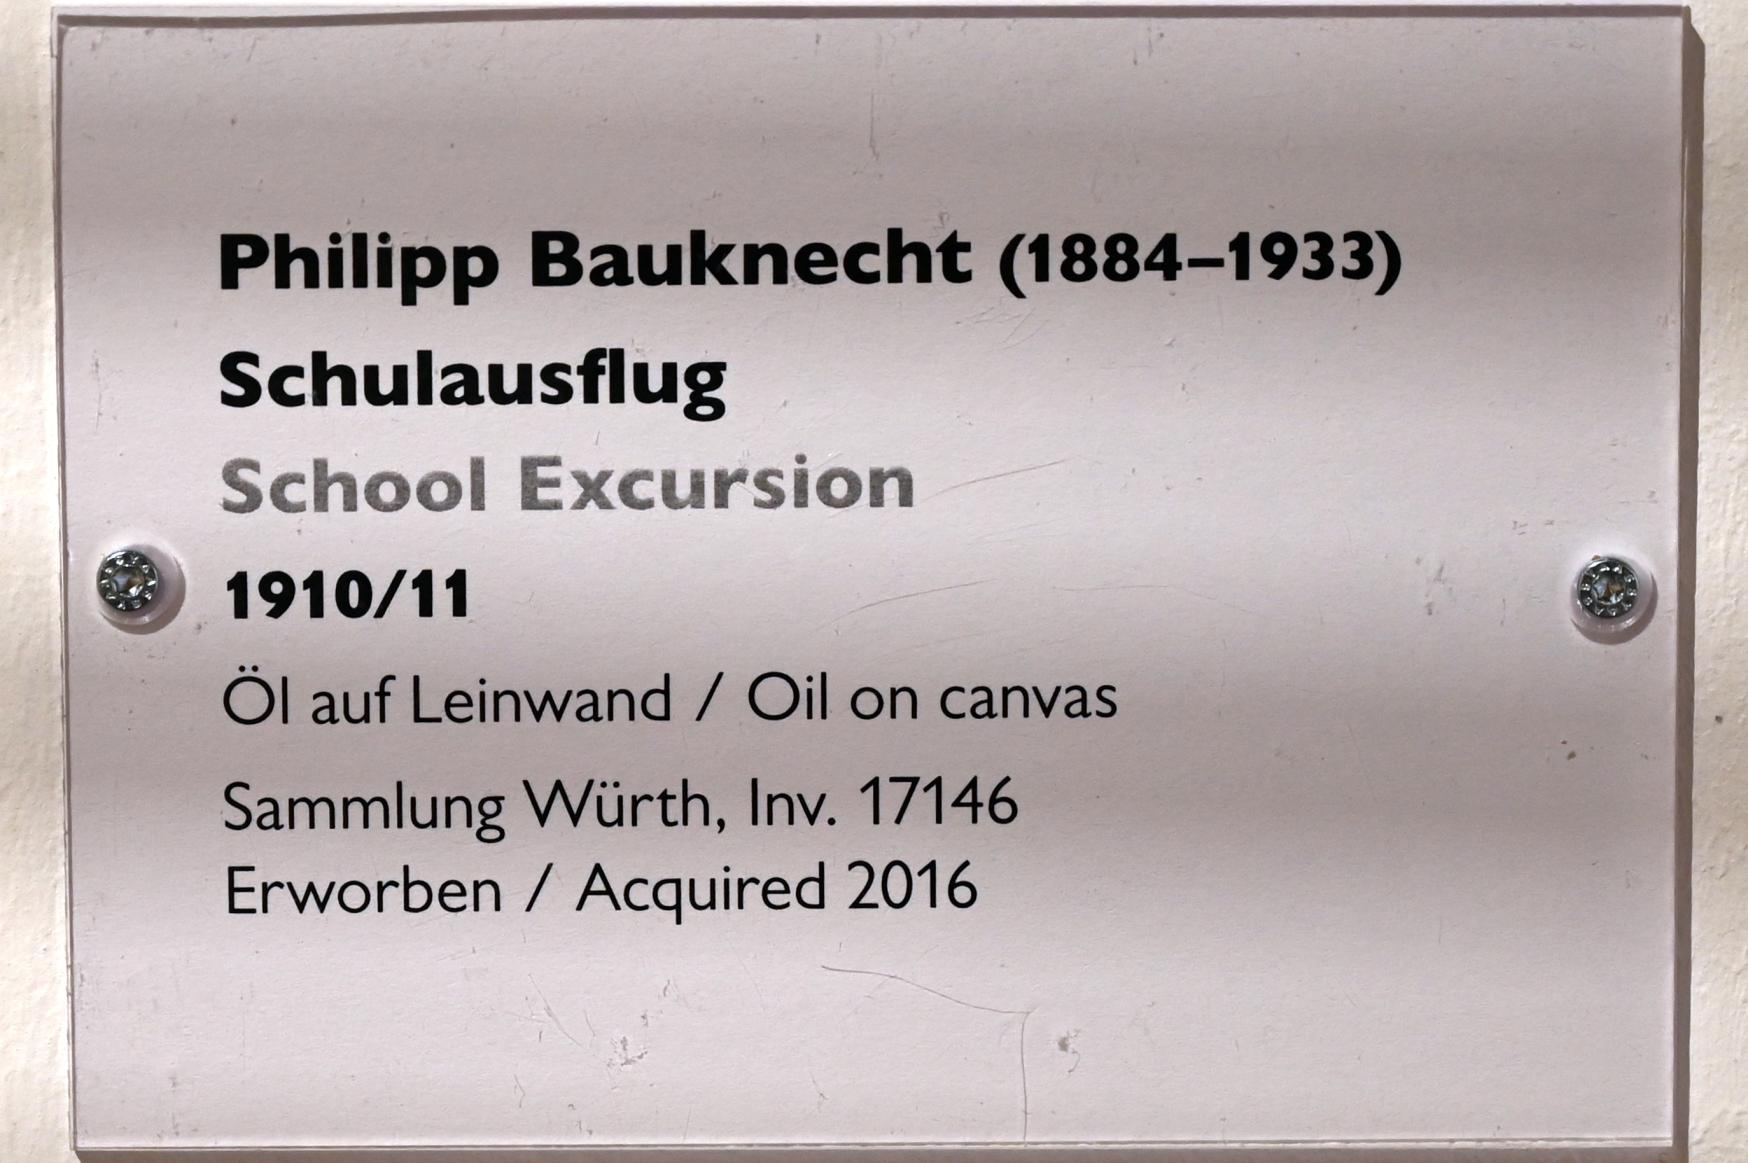 Philipp Bauknecht (1884–1933)
Schulausflug
School Excursion
1910/11
Öl auf Leinwand / Oil on canvas
Sammlung Würth, Inv. 17146
Erworben / Acquired 2016